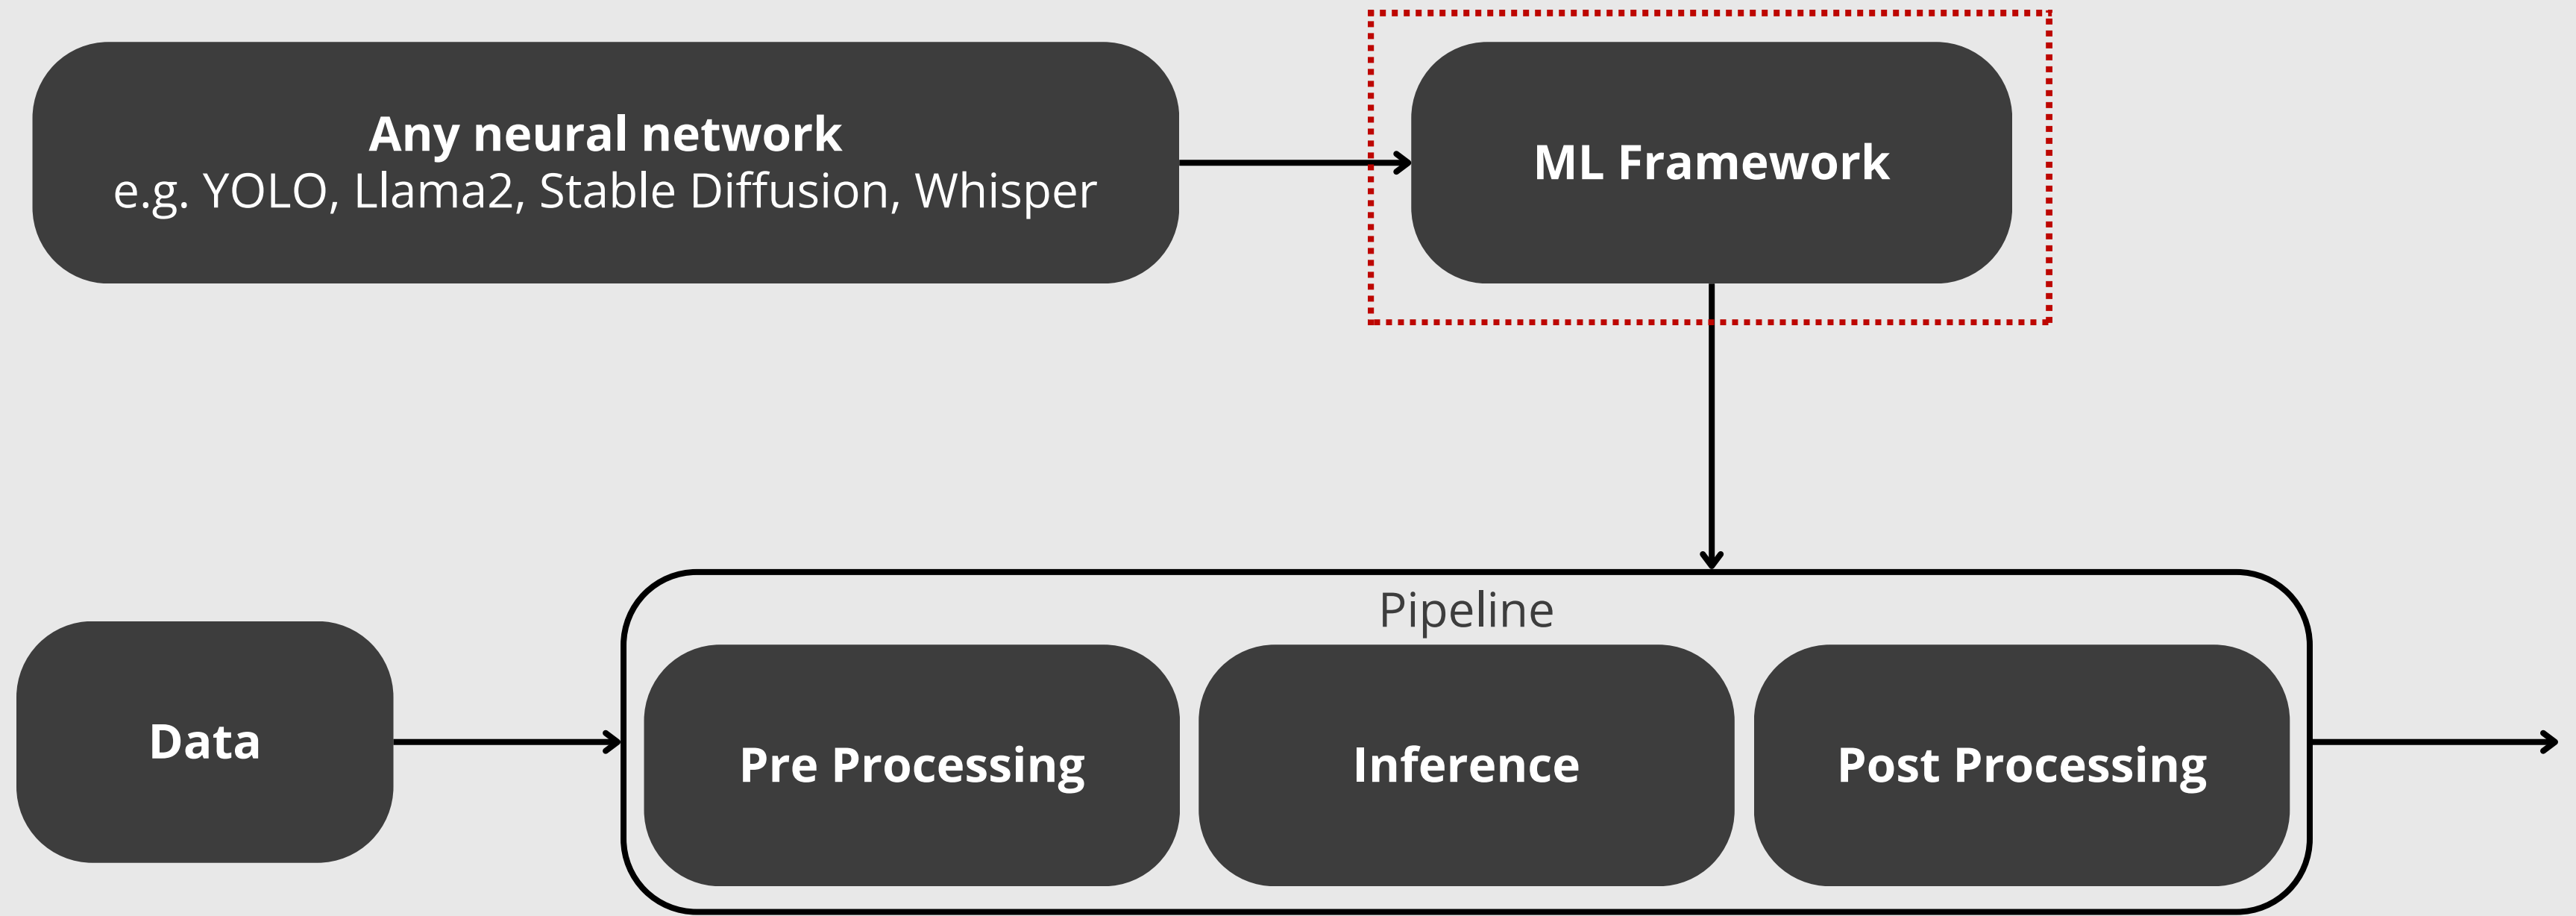 Any neural network
e.g. YOLO, Llama2, Stable Diffusion, Whisper
ML Framework
Pipeline
Data
Pre Processing
Inference
Post Processing